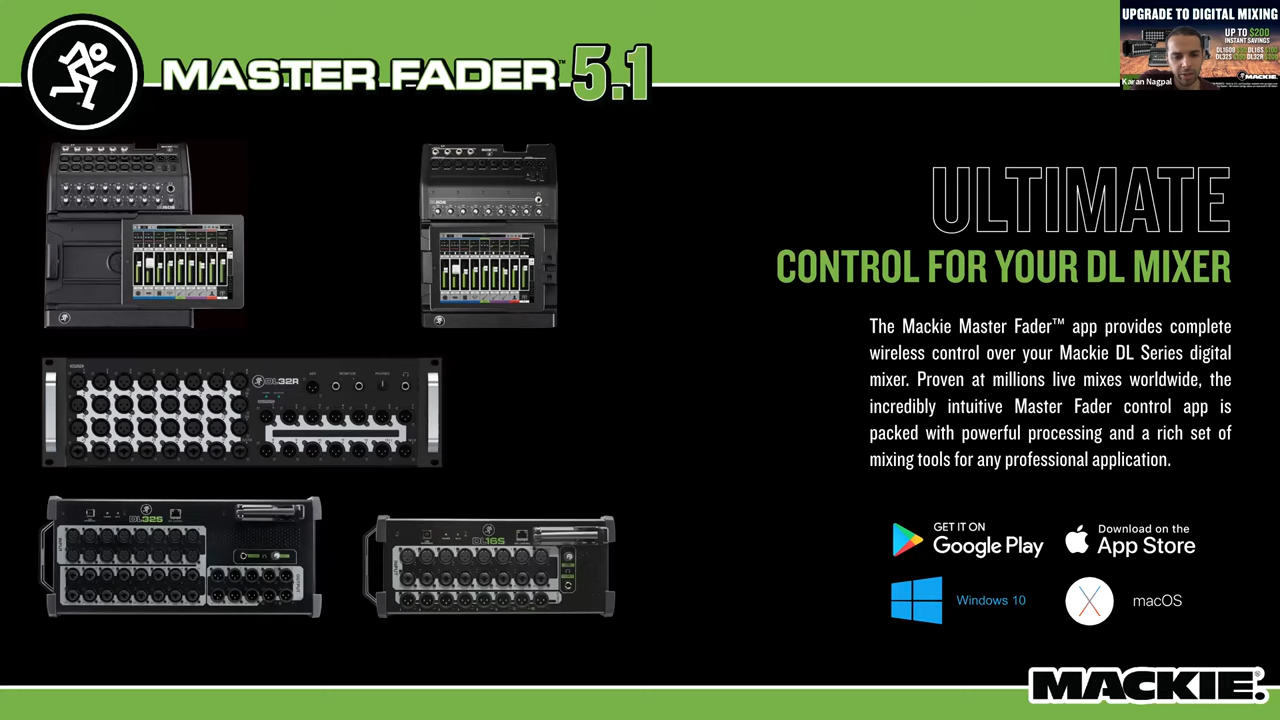 MASTER FADER™ 5.1
UPGRADE TO DIGITAL MIXING
UP TO $200
INSTANT SAVINGS
MACKIE.
Karan Nagpal
ULTIMATE
CONTROL FOR YOUR DL MIXER
The Mackie Master Fader™ app provides complete
wireless control over your Mackie DL Series digital
mixer. Proven at millions live mixes worldwide, the
incredibly intuitive Master Fader control app is
packed with powerful processing and a rich set of
mixing tools for any professional application.
DL32R
DL32S
INPUT
OUTPUT
DL16S
INPUT
GET IT ON
Google Play
Download on the
App Store
Windows 10
macOS
MACKIE.